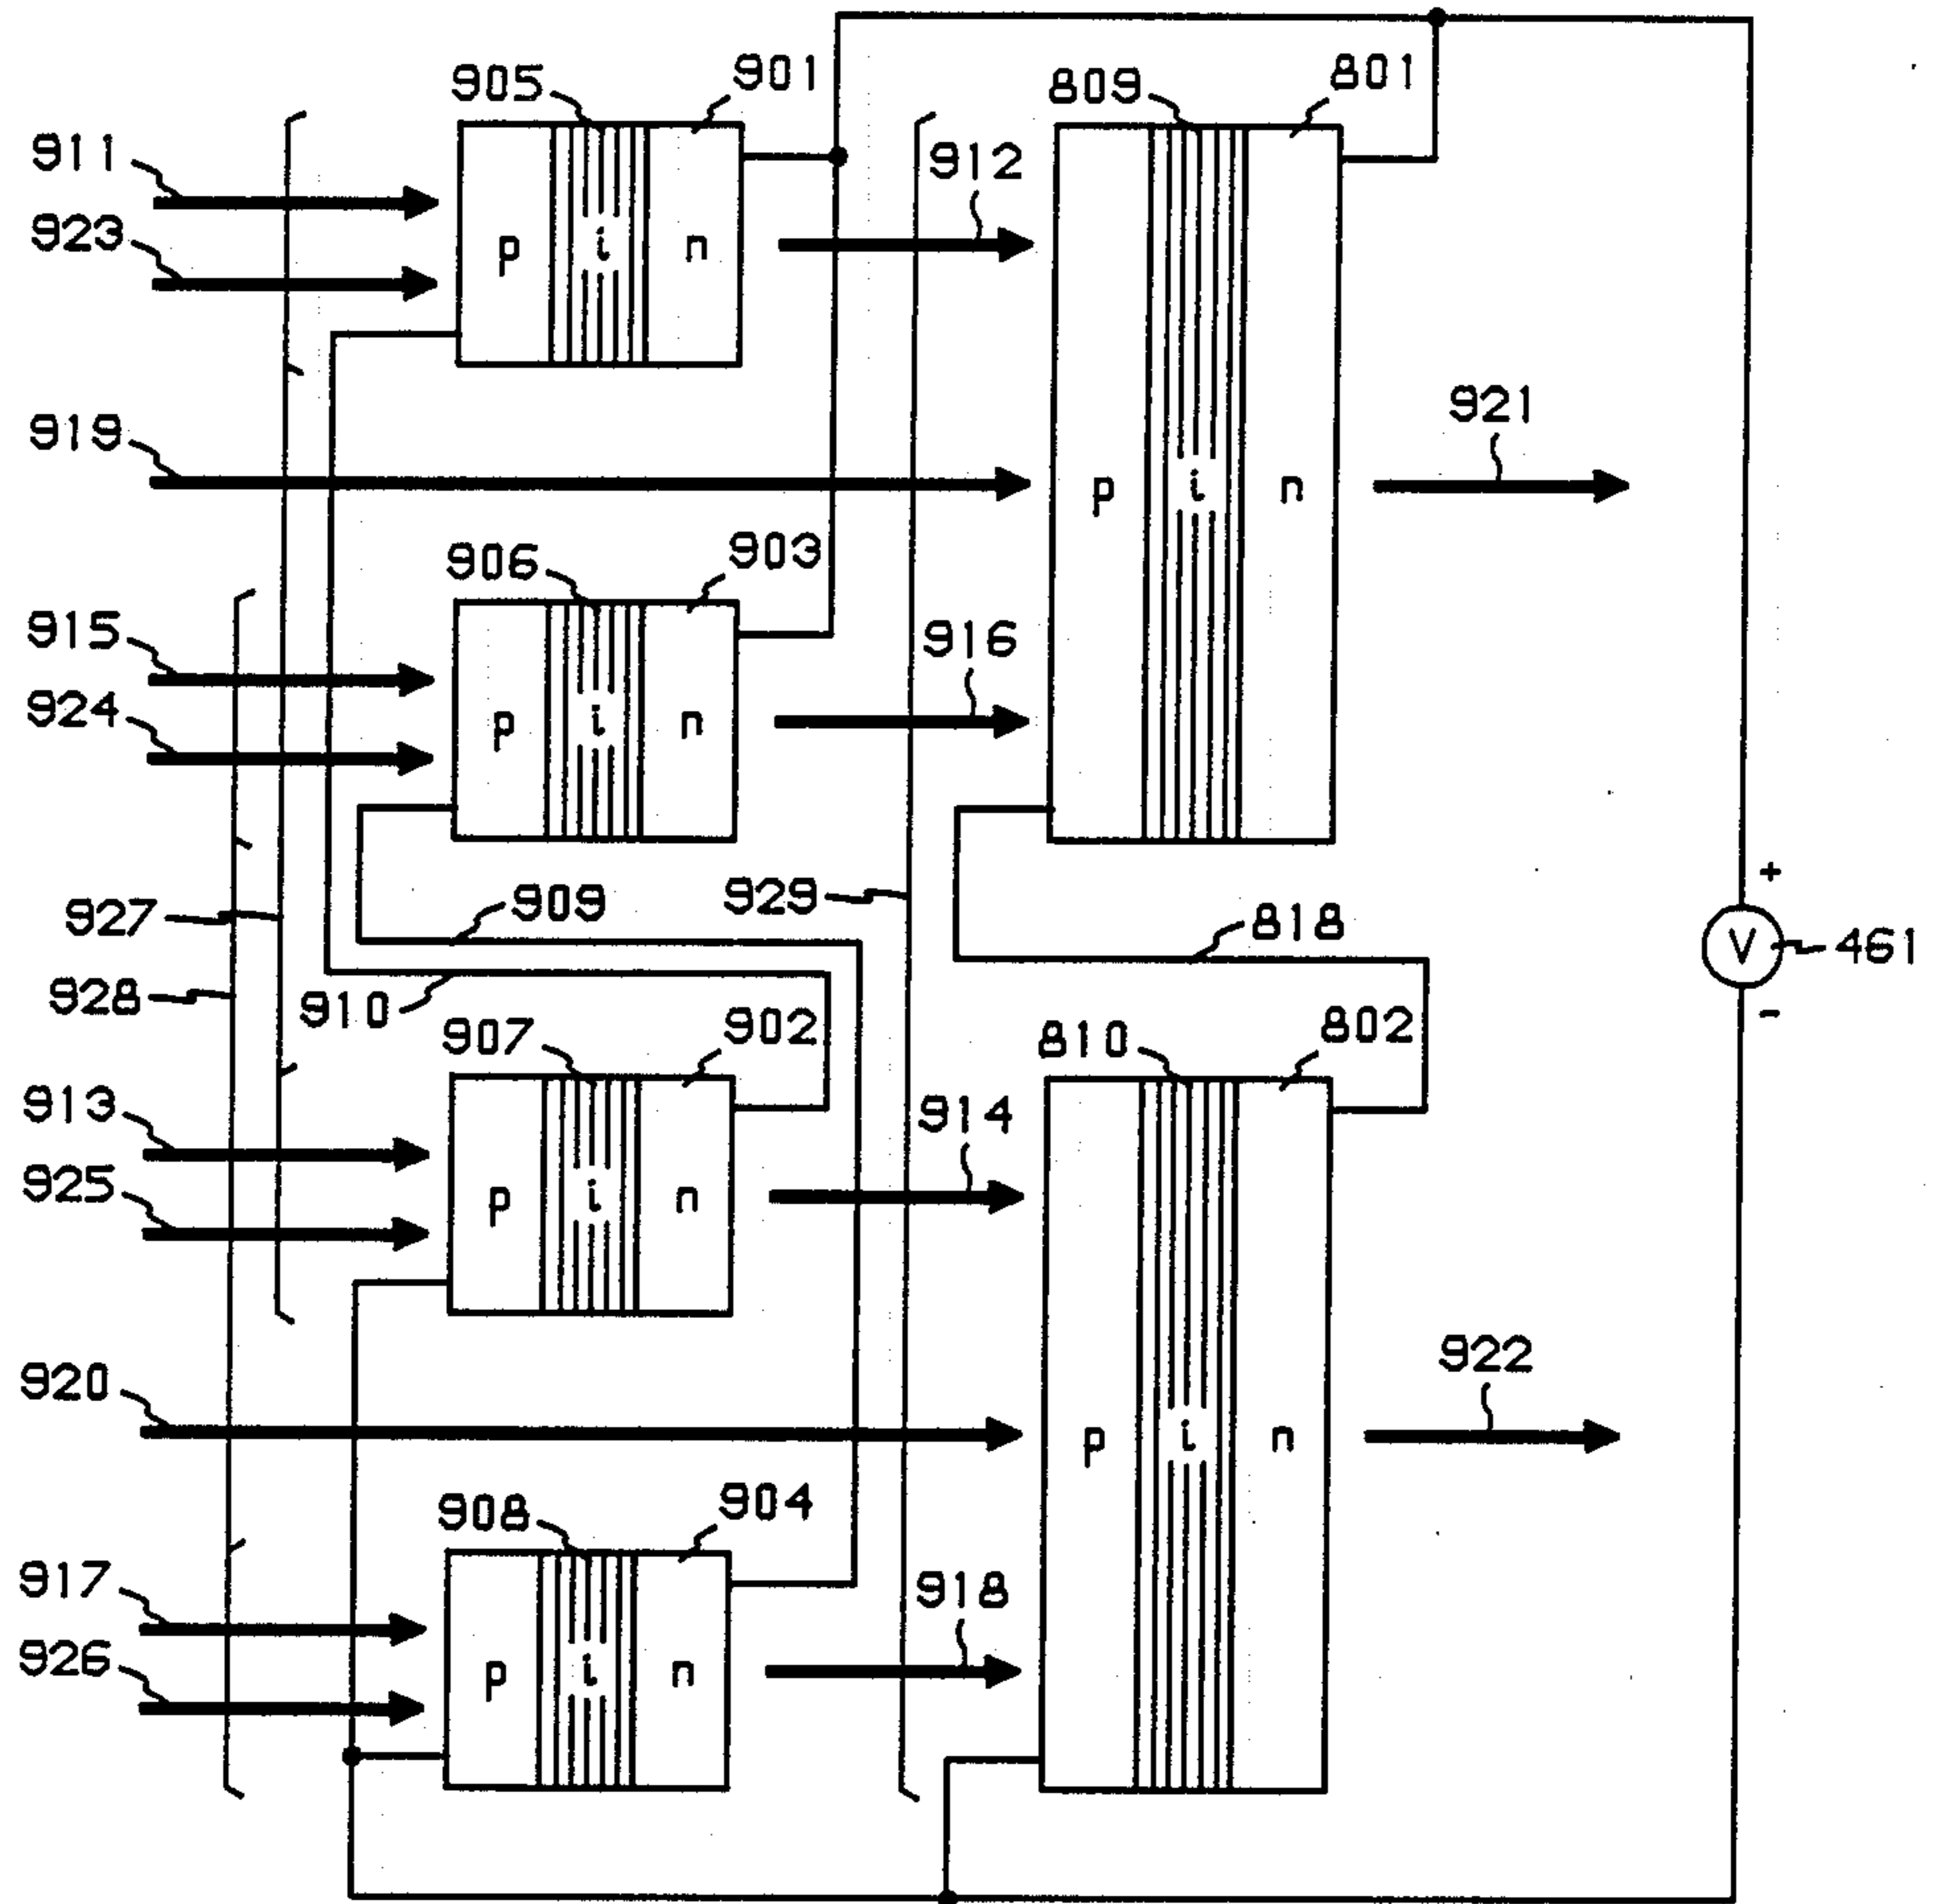 905 901 809 801
911 912
923 p i n
919 921
p i n
906 903
915 916
924 p i n
+
927 909 929 818 V 461
928 910 -
907 902 810 802
913 914
925 p i n
920 922
p i n
908 904
917 918
926 p i n